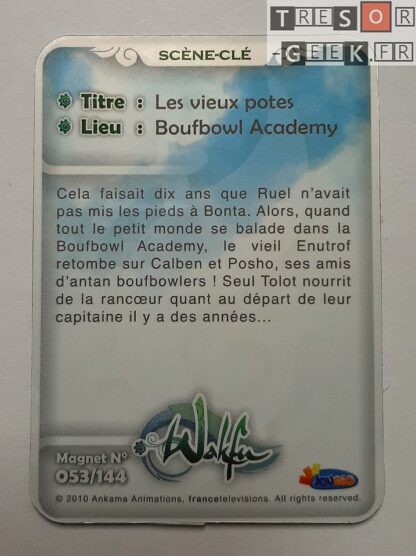 TRESOR
GEEK.FR
SCÈNE-CLÉ
Titre : Les vieux potes
Lieu : Boufbowl Academy
Cela faisait dix ans que Ruel n'avait
pas mis les pieds à Bonta. Alors, quand
tout le petit monde se balade dans la
Boufbowl Academy, le vieil Enutrof
retombe sur Calben et Posho, ses amis
d'antan boufbowlers ! Seul Tolot nourrit
de la rancœur quant au départ de leur
capitaine il y a des années...
Wakfu
Magnet N°
053/144
© 2010 Ankama Animations, francetelevisions. All rights reserved.